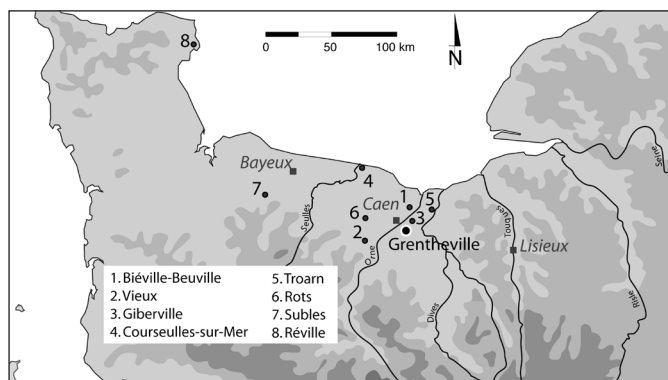 8
0 50 100 km
N
Seine
Bayeux
4
7
1
5
Caen
6
3
Seulles
Touques
2
Grentheville
Orne
Lisieux
Dives
Risle
1. Biéville-Beuville
2. Vieux
3. Giberville
4. Courseulles-sur-Mer
5. Troarn
6. Rots
7. Subles
8. Réville